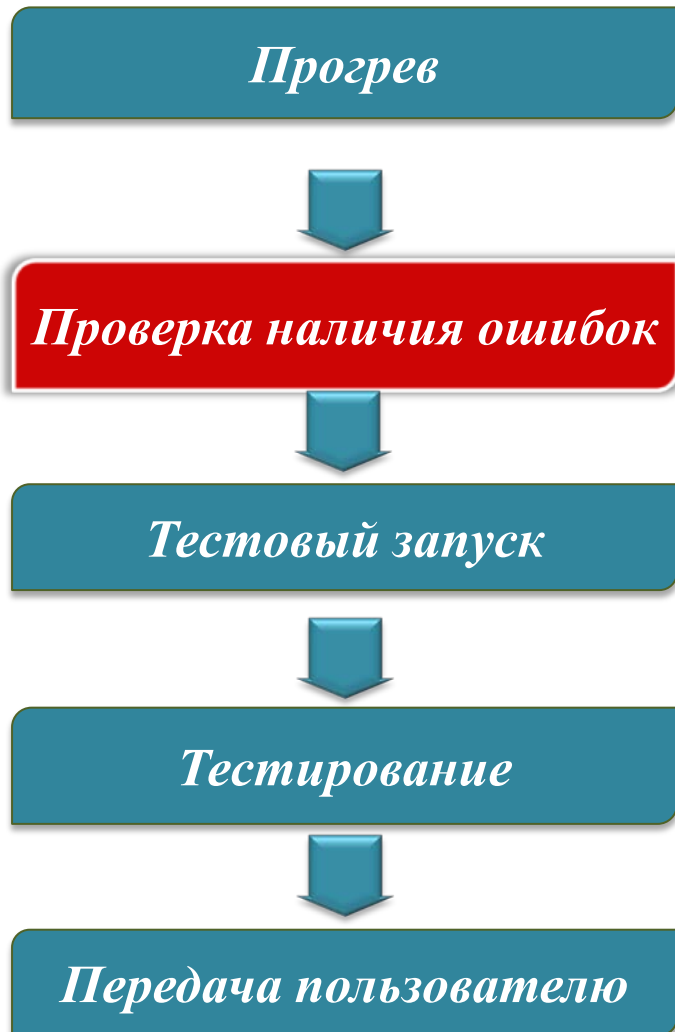 Прогрев
Проверка наличия ошибок
Тестовый запуск
Тестирование
Передача пользователю